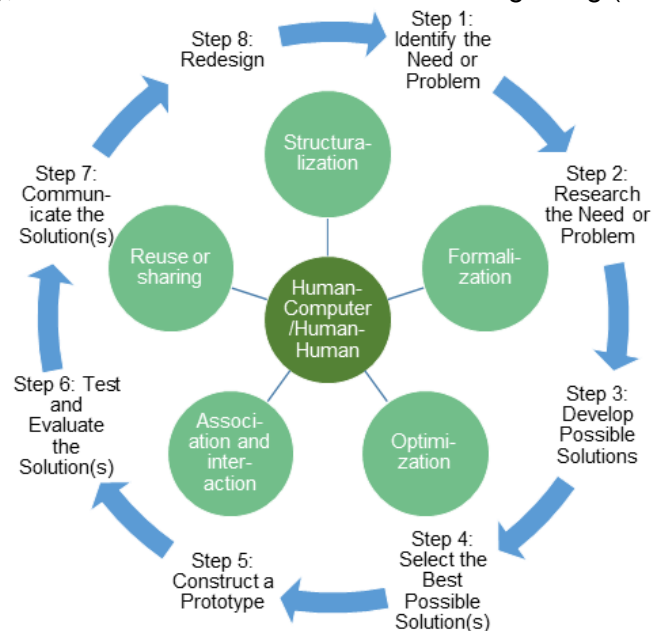 Step 1:
Identify the
Need or
Problem
Step 2:
Research
the Need or
Problem
Step 3:
Develop
Possible
Solutions
Step 4:
Select the
Best
Possible
Solution(s)
Step 5:
Construct a
Prototype
Step 6: Test
and
Evaluate
the
Solution(s)
Step 7:
Commun-
icate the
Solution(s)
Step 8:
Redesign
Structura-
lization
Formali-
zation
Optimi-
zation
Associ-
ation and
inter-
action
Reuse or
sharing
Human-
Computer
/Human-
Human